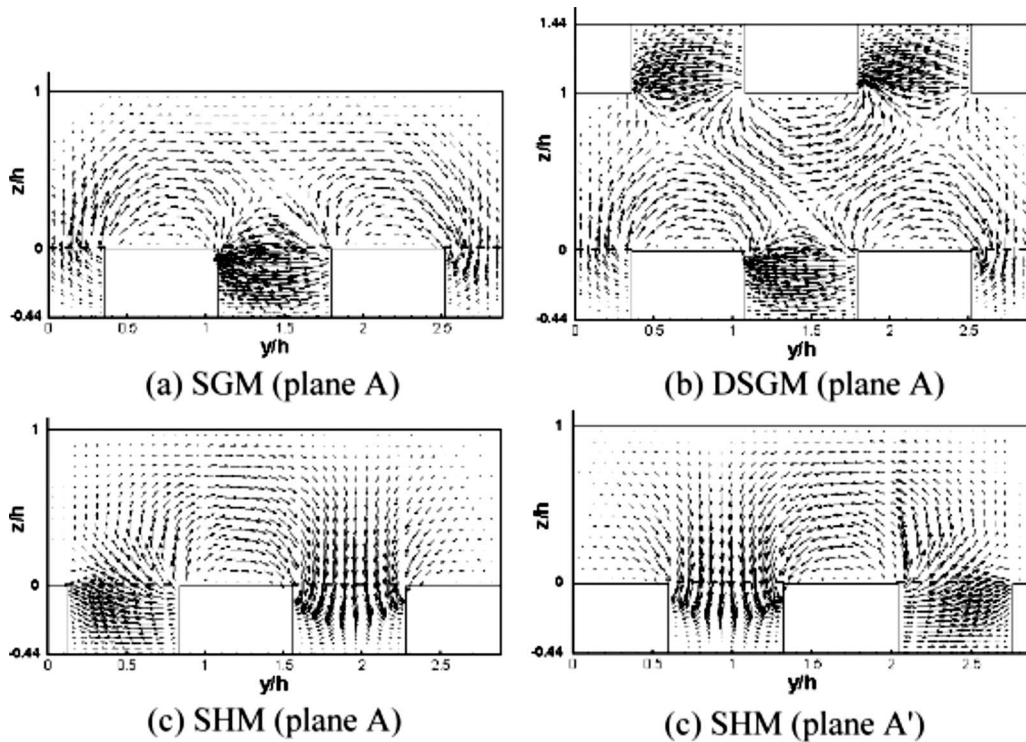 1
z/h
0
-0.44
0 0.5 1 1.5 2 2.5
y/h
(a) SGM (plane A)
1.44
1
z/h
0
-0.44
0 0.5 1 1.5 2 2.5
y/h
(b) DSGM (plane A)
1
z/h
0
-0.44
0 0.5 1 1.5 2 2.5
y/h
(c) SHM (plane A)
1
z/h
0
-0.44
0 0.5 1 1.5 2 2.5
y/h
(c) SHM (plane A')